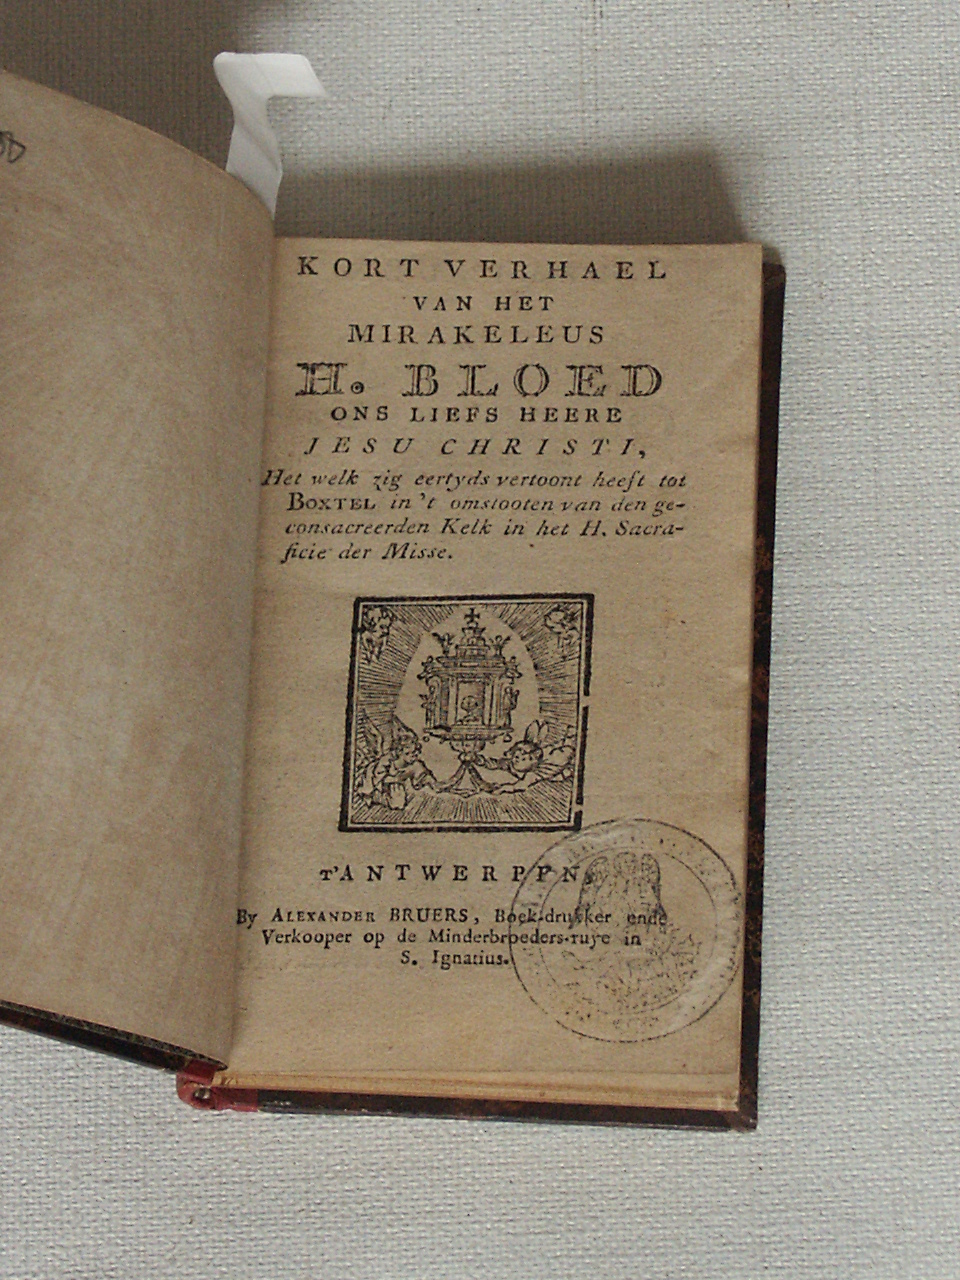 KORT VERHAEL
VAN HET
MIRAKELEUS
H. BLOED
ONS LIEFS HEERE
JESU CHRISTI,
Het welk zig eertyds vertoont heeft tot
BOXTEL in 't omstooten van den ge-
consacreerden Kelk in het H. Sacra-
ficie der Misse.
T'ANTWERPPN,
By ALEXANDER BRUERS, Boek-drukker ende
Verkooper op de Minderbroeders-ruye in
S. Ignatius.